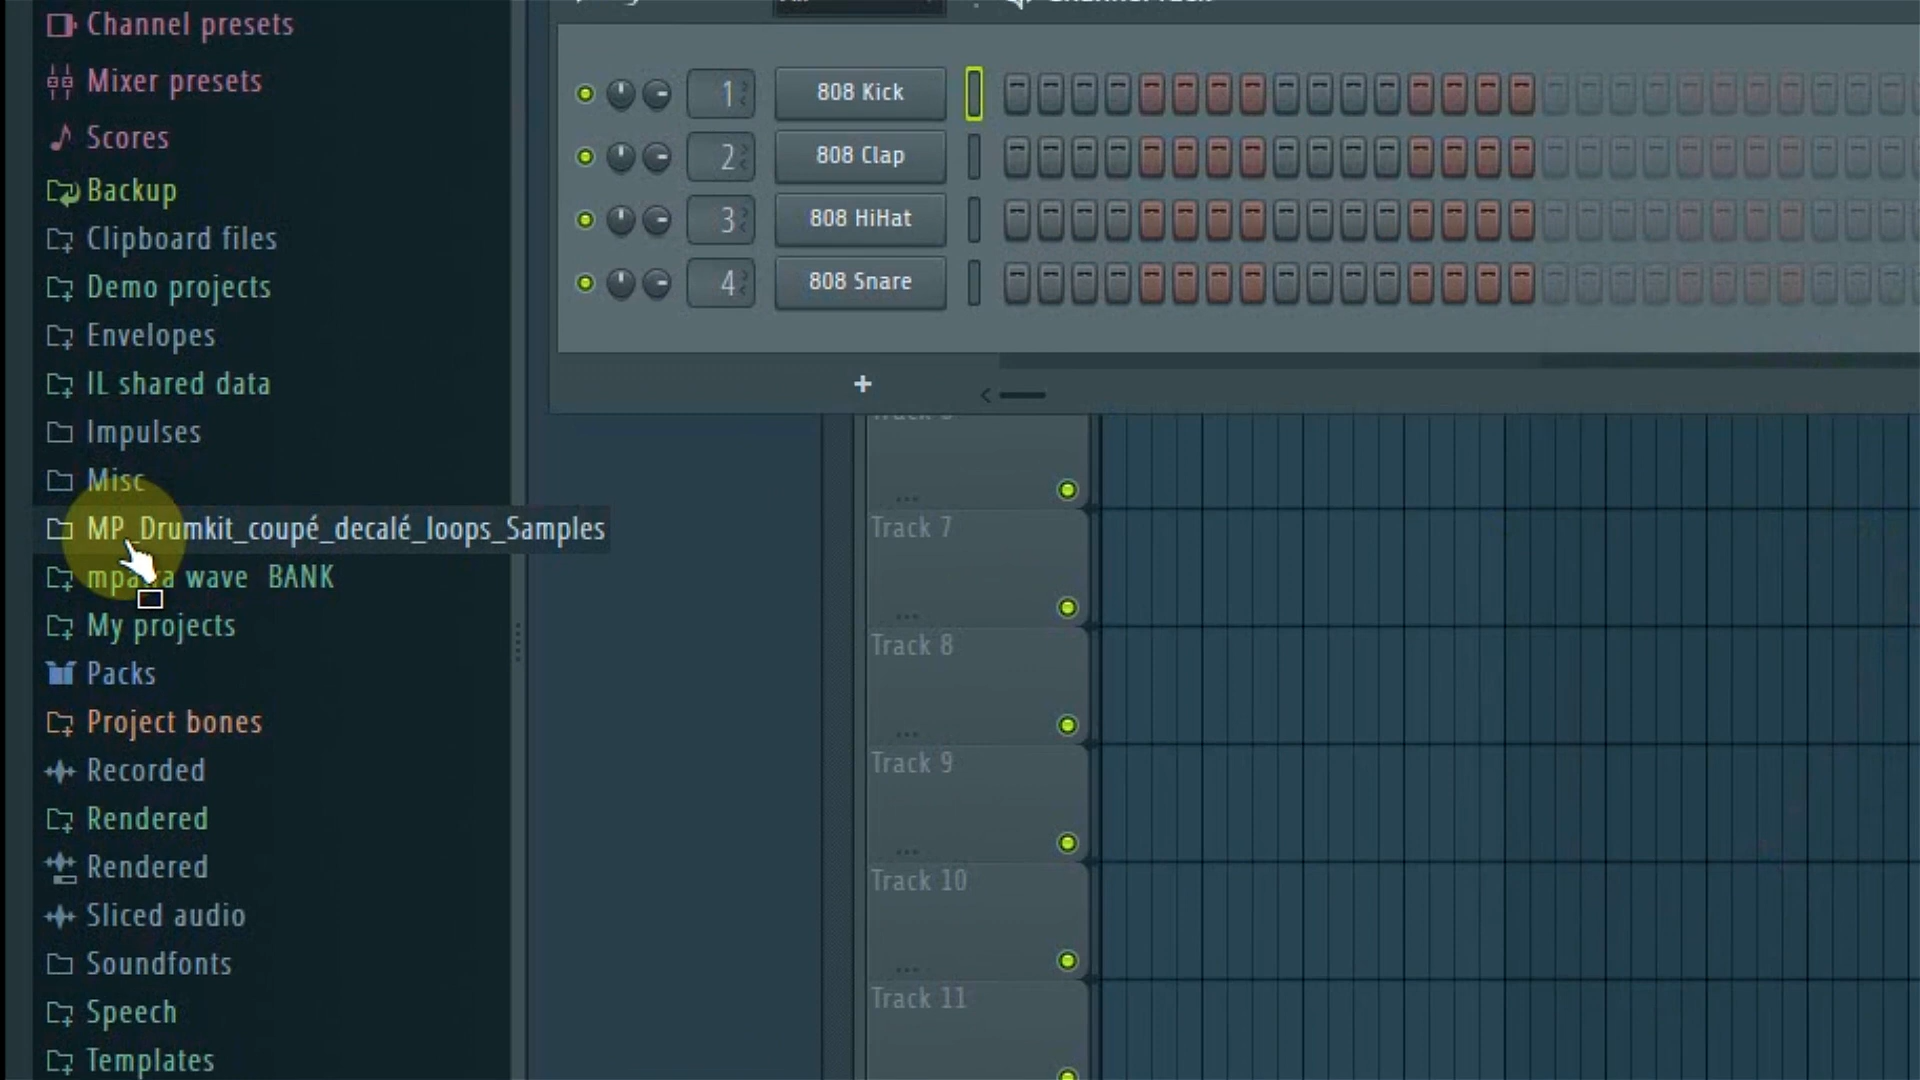 Channel presets
Mixer presets
Scores
Backup
Clipboard files
Demo projects
Envelopes
IL shared data
Impulses
Misc
MP_Drumkit_coupé_decalé_loops_Samples
wave BANK
My projects
Packs
Project bones
Recorded
Rendered
Rendered
Sliced audio
Soundfonts
Speech
Templates
1 808 Kick
2 808 Clap
3 808 HiHat
4 808 Snare
+
Track 7
Track 8
Track 9
Track 10
Track 11